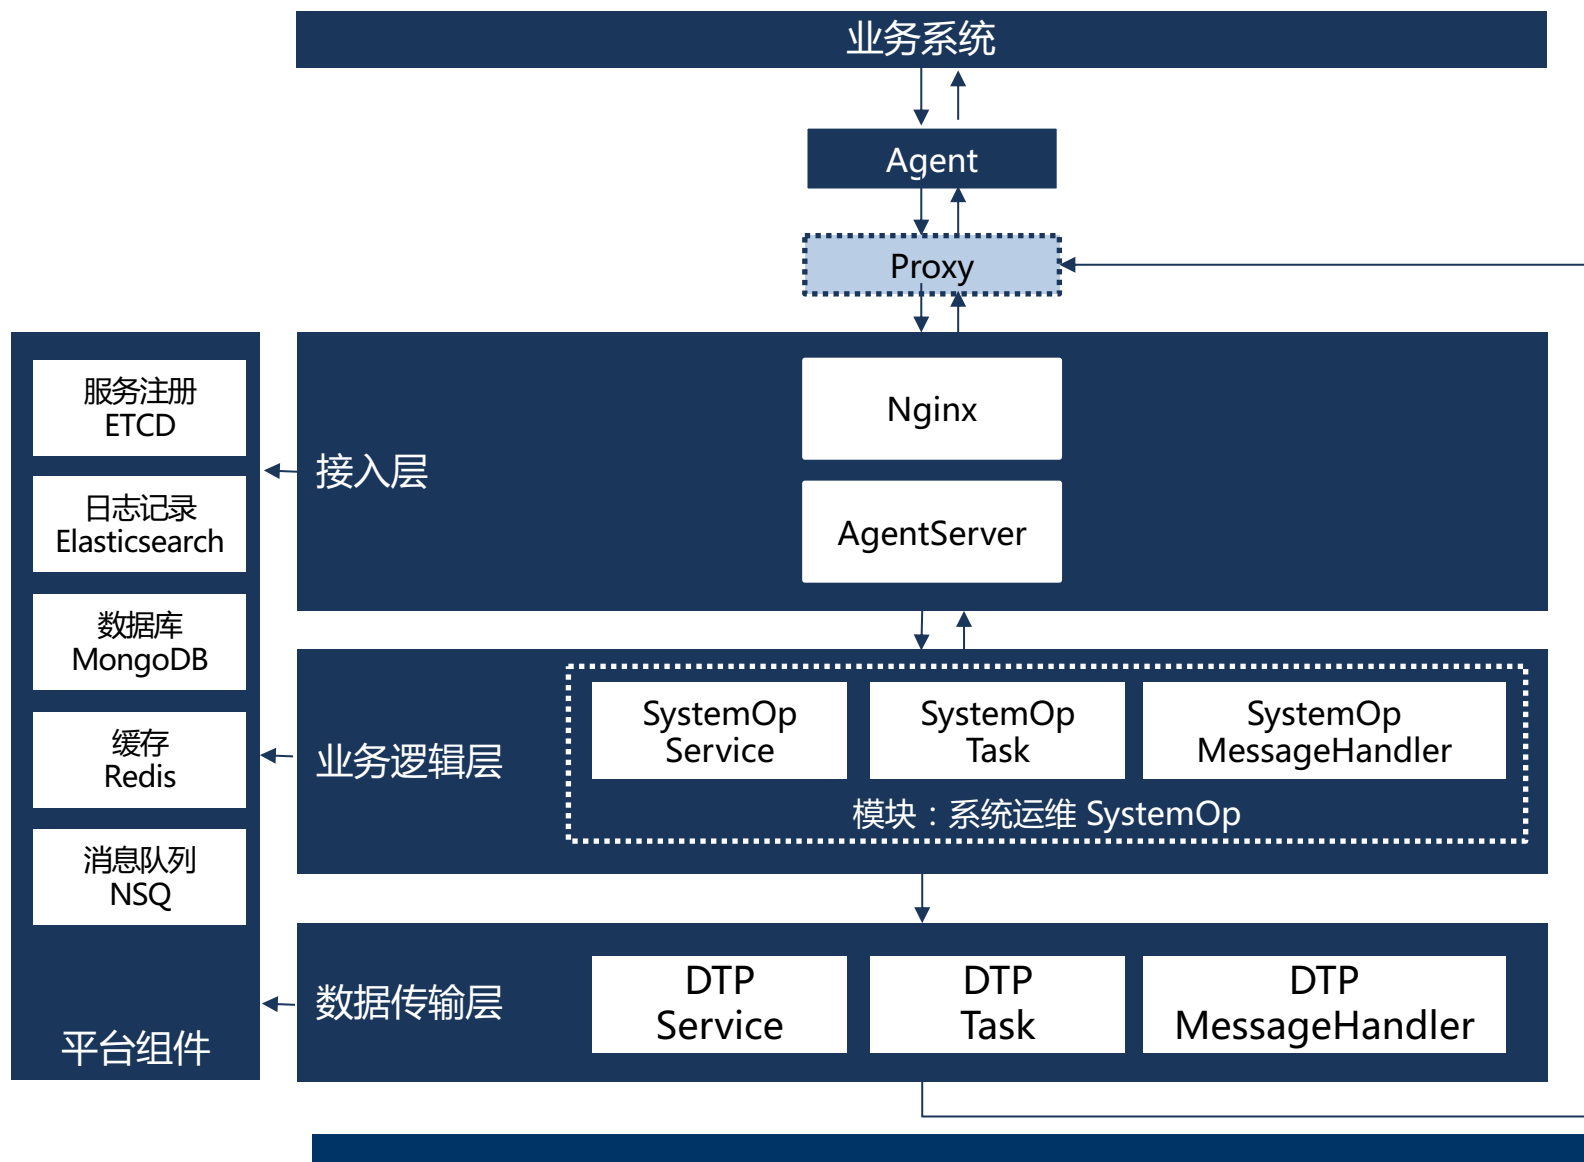 业务系统
Agent
Proxy
服务注册
ETCD
日志记录
Elasticsearch
数据库
MongoDB
缓存
Redis
消息队列
NSQ
平台组件
接入层
Nginx
AgentServer
业务逻辑层
SystemOp
Service
SystemOp
Task
SystemOp
MessageHandler
模块：系统运维 SystemOp
数据传输层
DTP
Service
DTP
Task
DTP
MessageHandler